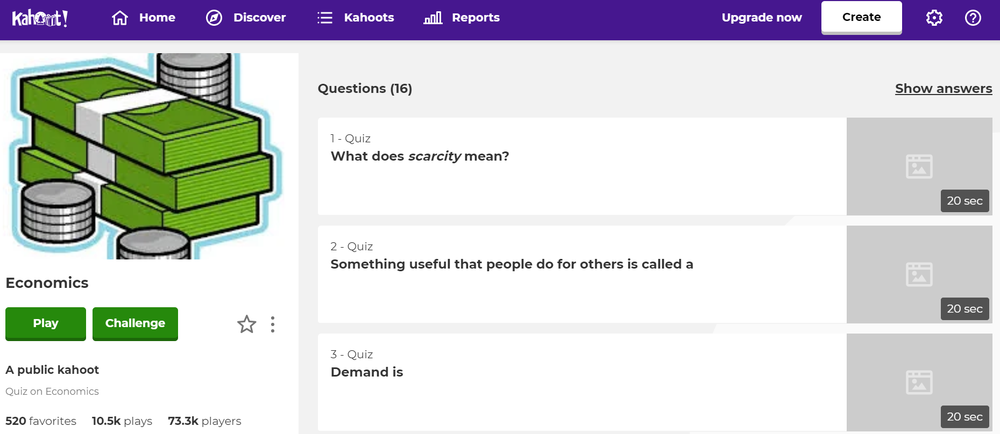 Kahoot!
Home
Discover
Kahoots
Reports
Upgrade now
Create
Economics
Play
Challenge
A public kahoot
Quiz on Economics
520 favorites 10.5k plays 73.3k players
Questions (16)
Show answers
1 - Quiz
What does scarcity mean?
20 sec
2 - Quiz
Something useful that people do for others is called a
20 sec
3 - Quiz
Demand is
20 sec